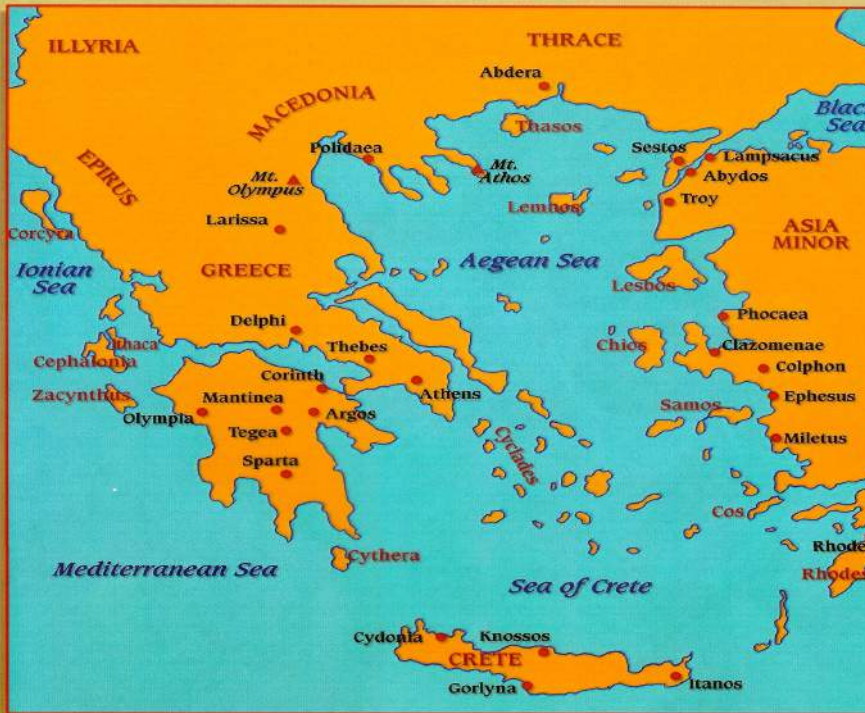 ILLYRIA
THRACE
Abdera
MACEDONIA
Black
Sea
Thasos
Polidaea
Sestos
Lampsacus
Mt.
Athos
Abydos
EPIRUS
Mt.
Olympus
Troy
Lemnos
Larissa
ASIA
MINOR
Corcyra
Ionian
Sea
GREECE
Aegean Sea
Lesbos
Phocaea
Delphi
Ithaca
Thebes
Chios
Clazomenae
Cephalonia
Colphon
Corinth
Zacynthus
Mantinea
Athens
Ephesus
Olympia
Argos
Samos
Tegea
Cyclades
Miletus
Sparta
Cos
Rhodes
Rhodes
Cythera
Mediterranean Sea
Sea of Crete
Cydonia
Knossos
CRETE
Gorlyna
Itanos